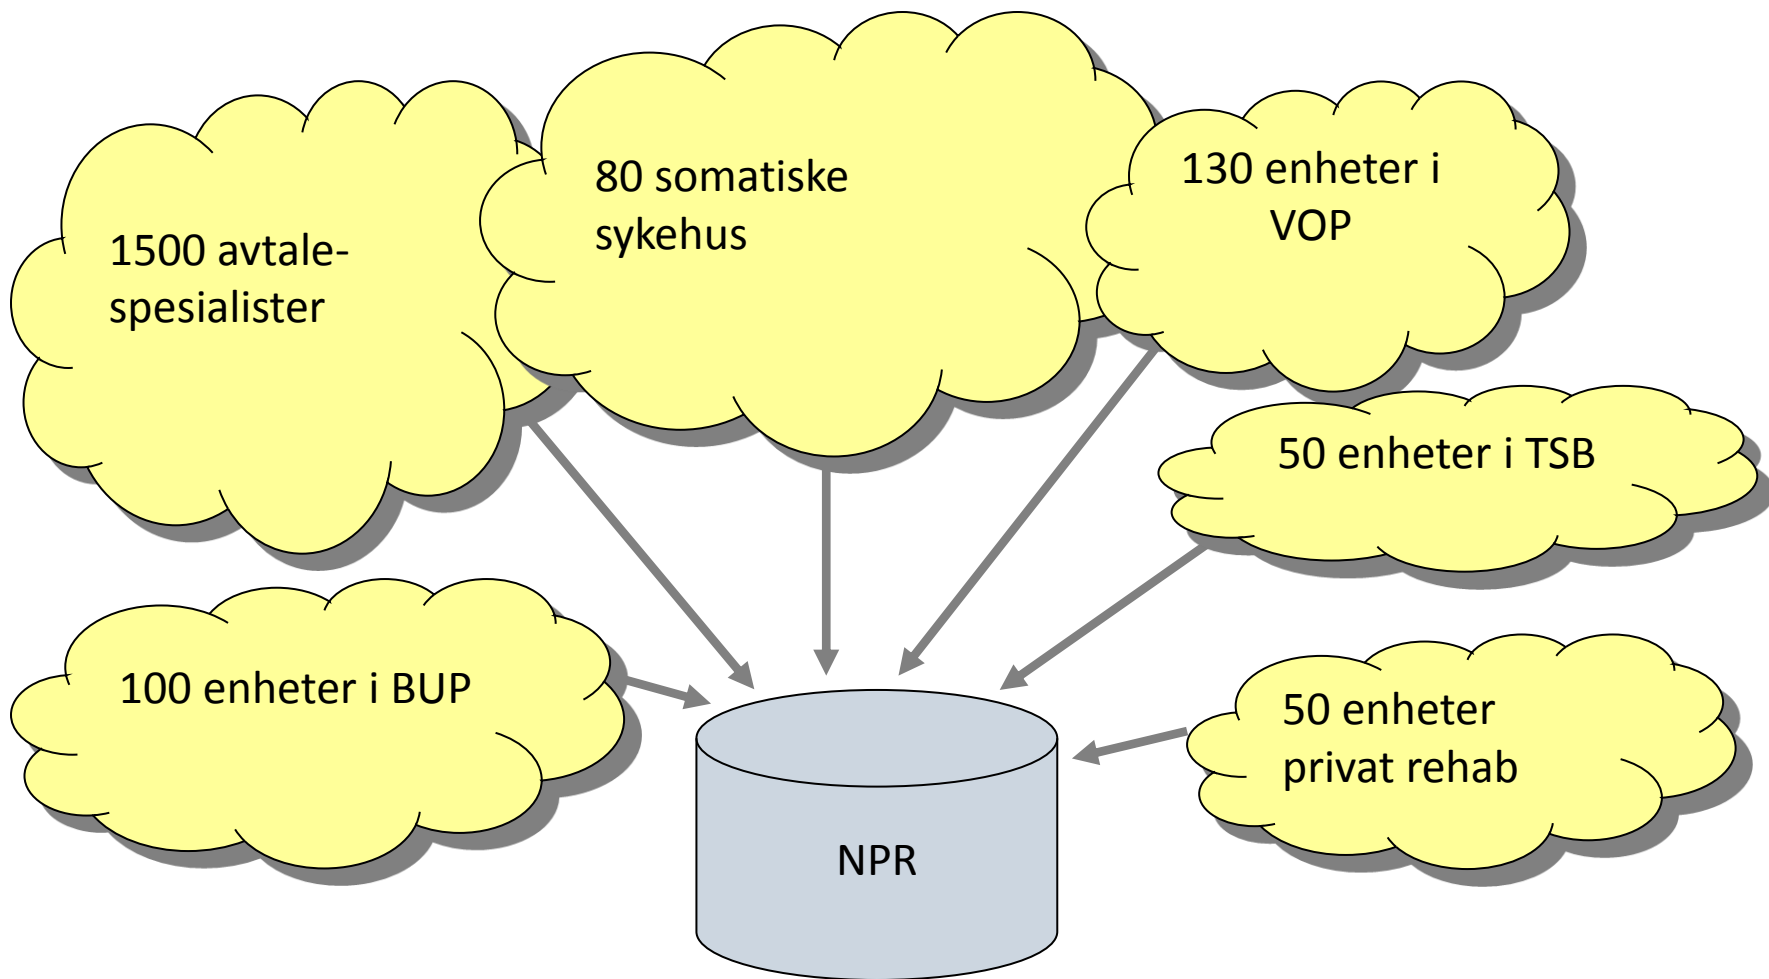 1500 avtale-
spesialister
80 somatiske
sykehus
130 enheter i
VOP
50 enheter i TSB
100 enheter i BUP
50 enheter
privat rehab
NPR